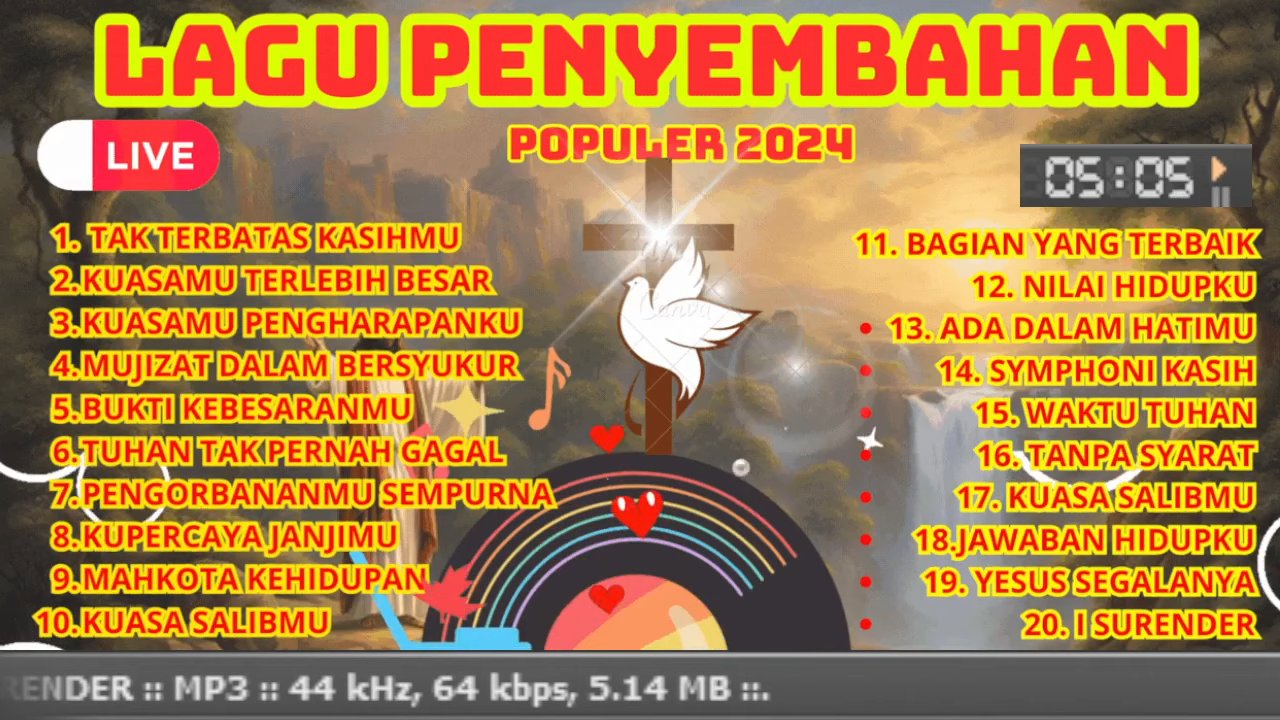 LAGU PENYEMBAHAN
POPULER 2024
LIVE
05:05
1. TAK TERBATAS KASIHMU
2.KUASAMU TERLEBIH BESAR
3.KUASAMU PENGHARAPANKU
4.MUJIZAT DALAM BERSYUKUR
5.BUKTI KEBESARANMU
6.TUHAN TAK PERNAH GAGAL
7.PENGORBANANMU SEMPURNA
8.KUPERCAYA JANJIMU
9.MAHKOTA KEHIDUPAN
10.KUASA SALIBMU
11. BAGIAN YANG TERBAIK
12. NILAI HIDUPKU
13. ADA DALAM HATIMU
14. SYMPHONI KASIH
15. WAKTU TUHAN
16. TANPA SYARAT
17. KUASA SALIBMU
18.JAWABAN HIDUPKU
19. YESUS SEGALANYA
20. I SURENDER
Canva
RENDER :: MP3 :: 44 kHz, 64 kbps, 5.14 MB ::.